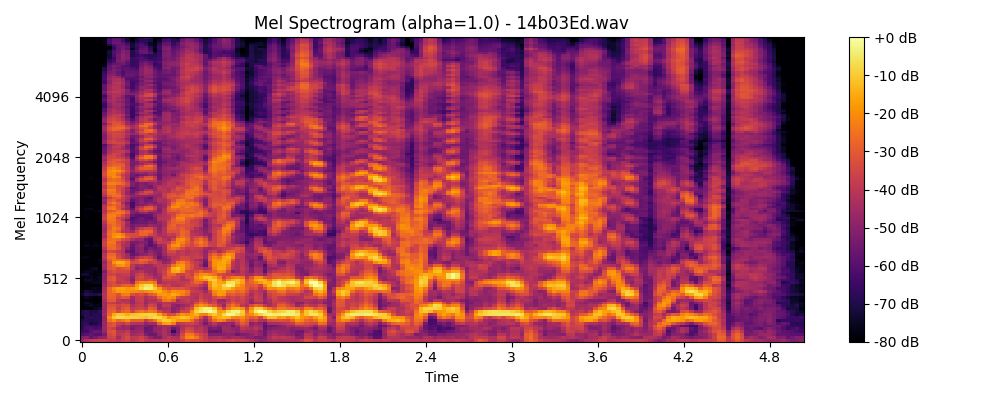 Mel Spectrogram (alpha=1.0) - 14b03Ed.wav
Mel Frequency
4096
2048
1024
512
0
0 0.6 1.2 1.8 2.4 3 3.6 4.2 4.8
Time
+0 dB
-10 dB
-20 dB
-30 dB
-40 dB
-50 dB
-60 dB
-70 dB
-80 dB